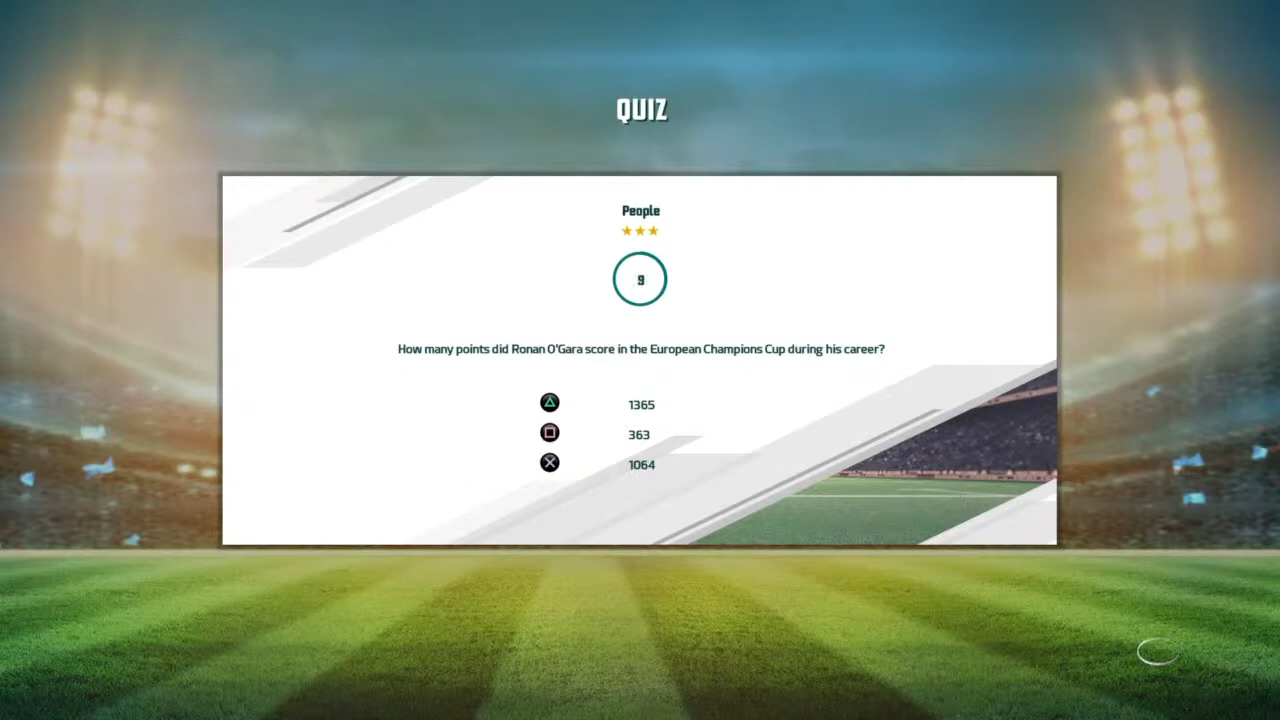 QUIZ
People
9
How many points did Ronan O'Gara score in the European Champions Cup during his career?
1365
363
1064